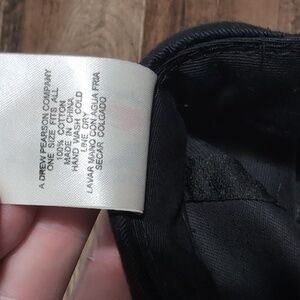 A DREW PEARSON COMPANY
ONE SIZE FITS ALL
100% COTTON
MADE IN CHINA
HAND WASH COLD
LINE DRY
LAVAR MANO CON AGUA FRIA
SECAR COLGADO